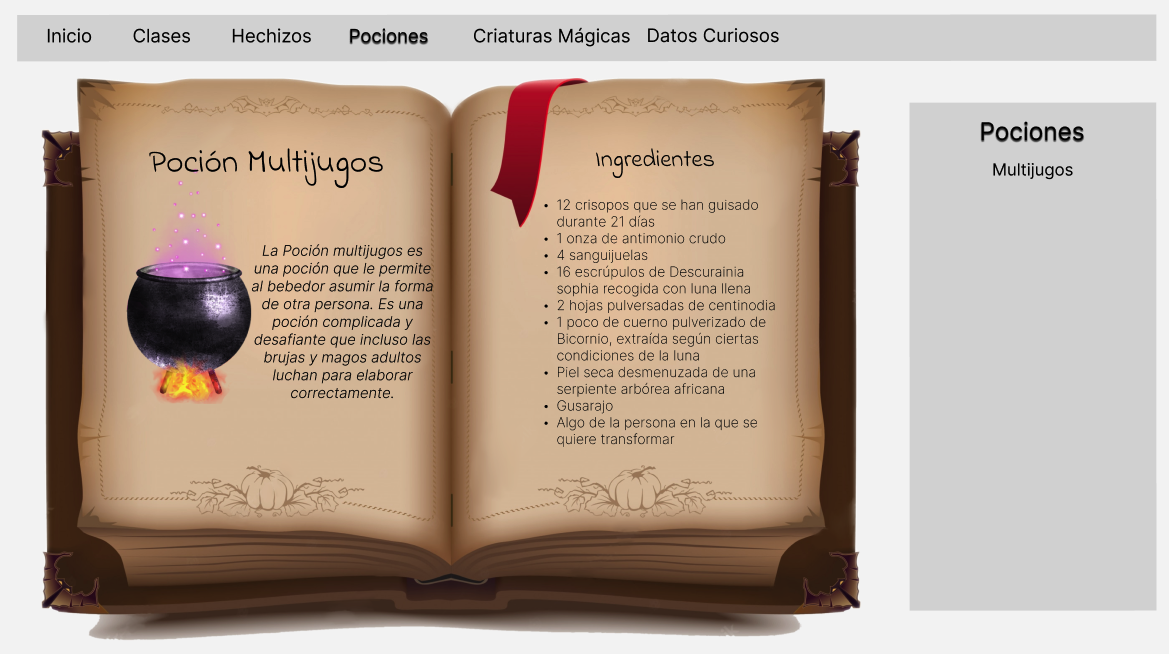 Inicio Clases Hechizos Pociones Criaturas Mágicas Datos Curiosos
Poción Multijugos
La Poción multijugos es
una poción que le permite
al bebedor asumir la forma
de otra persona. Es una
poción complicada y
desafiante que incluso las
brujas y magos adultos
luchan para elaborar
correctamente.
Ingredientes
• 12 crisopos que se han guisado
durante 21 días
• 1 onza de antimonio crudo
• 4 sanguijuelas
• 16 escrúpulos de Descurainia
sophia recogida con luna llena
• 2 hojas pulversadas de centinodia
• 1 poco de cuerno pulverizado de
Bicornio, extraída según ciertas
condiciones de la luna
• Piel seca desmenuzada de una
serpiente arbórea africana
• Gusarajo
• Algo de la persona en la que se
quiere transformar
Pociones
Multijugos